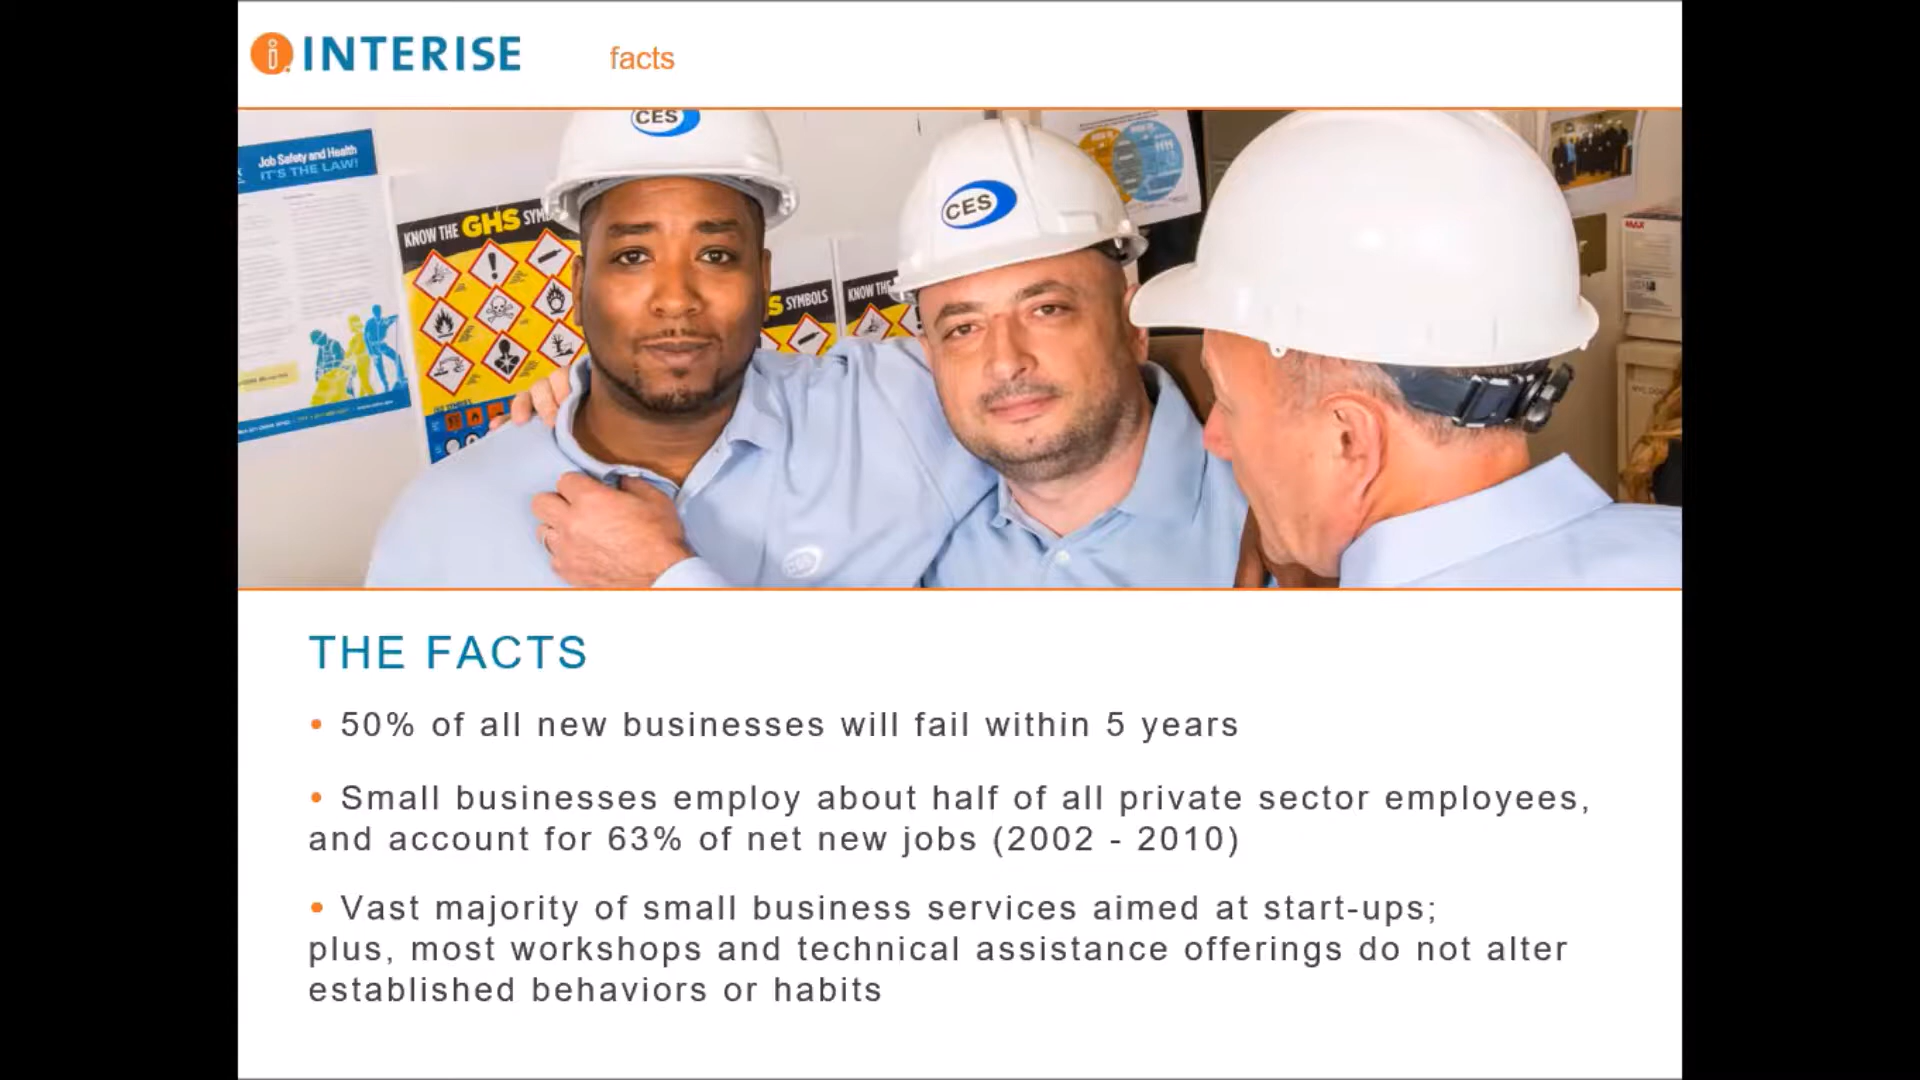 INTERISE
facts
CES
CES
Job Safety and Health
IT'S THE LAW!
KNOW THE GHS
SYMBOLS
KNOW THE
MAX
CES
THE FACTS
• 50% of all new businesses will fail within 5 years
• Small businesses employ about half of all private sector employees,
and account for 63% of net new jobs (2002 - 2010)
• Vast majority of small business services aimed at start-ups;
plus, most workshops and technical assistance offerings do not alter
established behaviors or habits